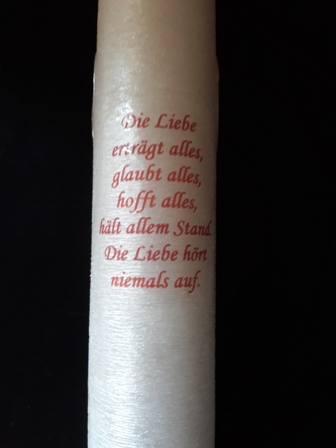 Die Liebe
erträgt alles,
glaubt alles,
hofft alles,
hält allem Stand.
Die Liebe hört
niemals auf.